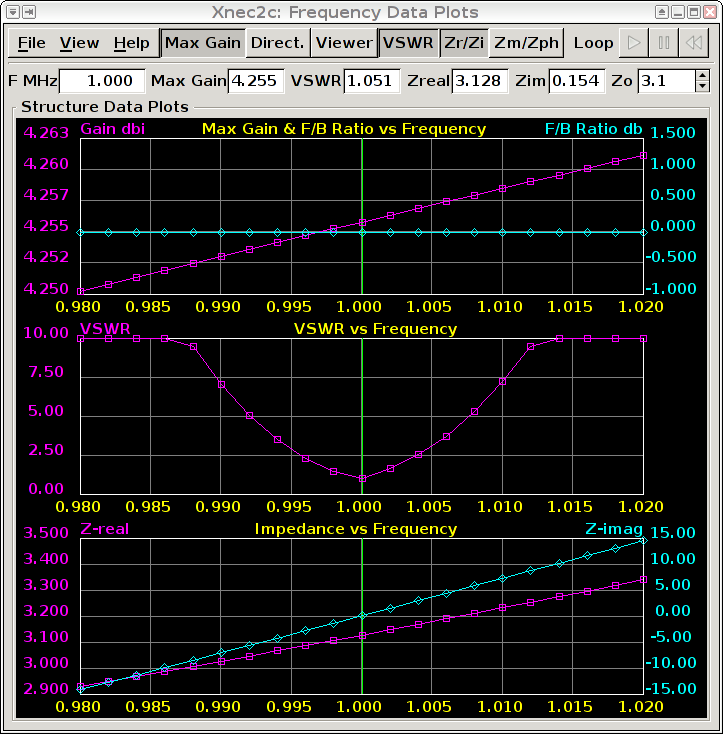 Xnec2c: Frequency Data Plots
File View Help Max Gain Direct. Viewer VSWR Zr/Zi Zm/Zph Loop
F MHz 1.000 Max Gain 4.255 VSWR 1.051 Zreal 3.128 Zim 0.154 Zo 3.1
Structure Data Plots
4.263 Gain dbi Max Gain & F/B Ratio vs Frequency F/B Ratio db 1.500
4.260 1.000
4.257 0.500
4.255 0.000
4.252 -0.500
4.250 -1.000
0.980 0.985 0.990 0.995 1.000 1.005 1.010 1.015 1.020
10.00 VSWR VSWR vs Frequency
7.50
5.00
2.50
0.00
0.980 0.985 0.990 0.995 1.000 1.005 1.010 1.015 1.020
3.500 Z-real Impedance vs Frequency Z-imag 15.00
3.400 10.00
3.300 5.00
3.200 0.00
3.100 -5.00
3.000 -10.00
2.900 -15.00
0.980 0.985 0.990 0.995 1.000 1.005 1.010 1.015 1.020